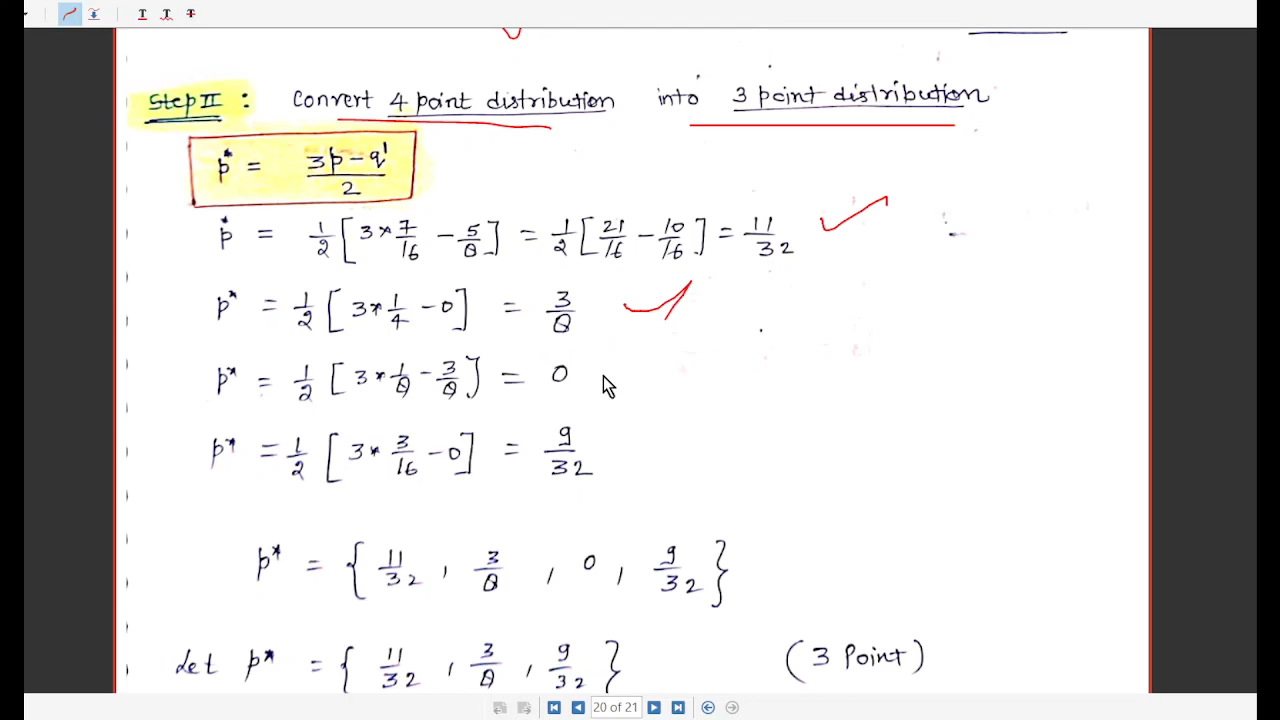 T T T
Step II : Convert 4 point distribution into 3 point distribution
p* = (3p - q')/2
p* = 1/2 [3*7/16 - 5/8] = 1/2 [21/16 - 10/16] = 11/32
p* = 1/2 [3*1/4 - 0] = 3/8
p* = 1/2 [3*1/8 - 3/8] = 0
p* = 1/2 [3*3/16 - 0] = 9/32
p* = {11/32, 3/8, 0, 9/32}
Let p* = {11/32, 3/8, 9/32} (3 Point)
20 of 21